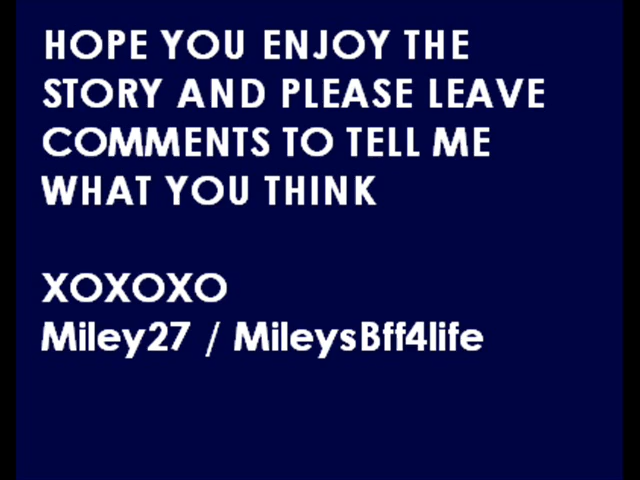 HOPE YOU ENJOY THE
STORY AND PLEASE LEAVE
COMMENTS TO TELL ME
WHAT YOU THINK
XOXOXO
Miley27 / MileysBff4life